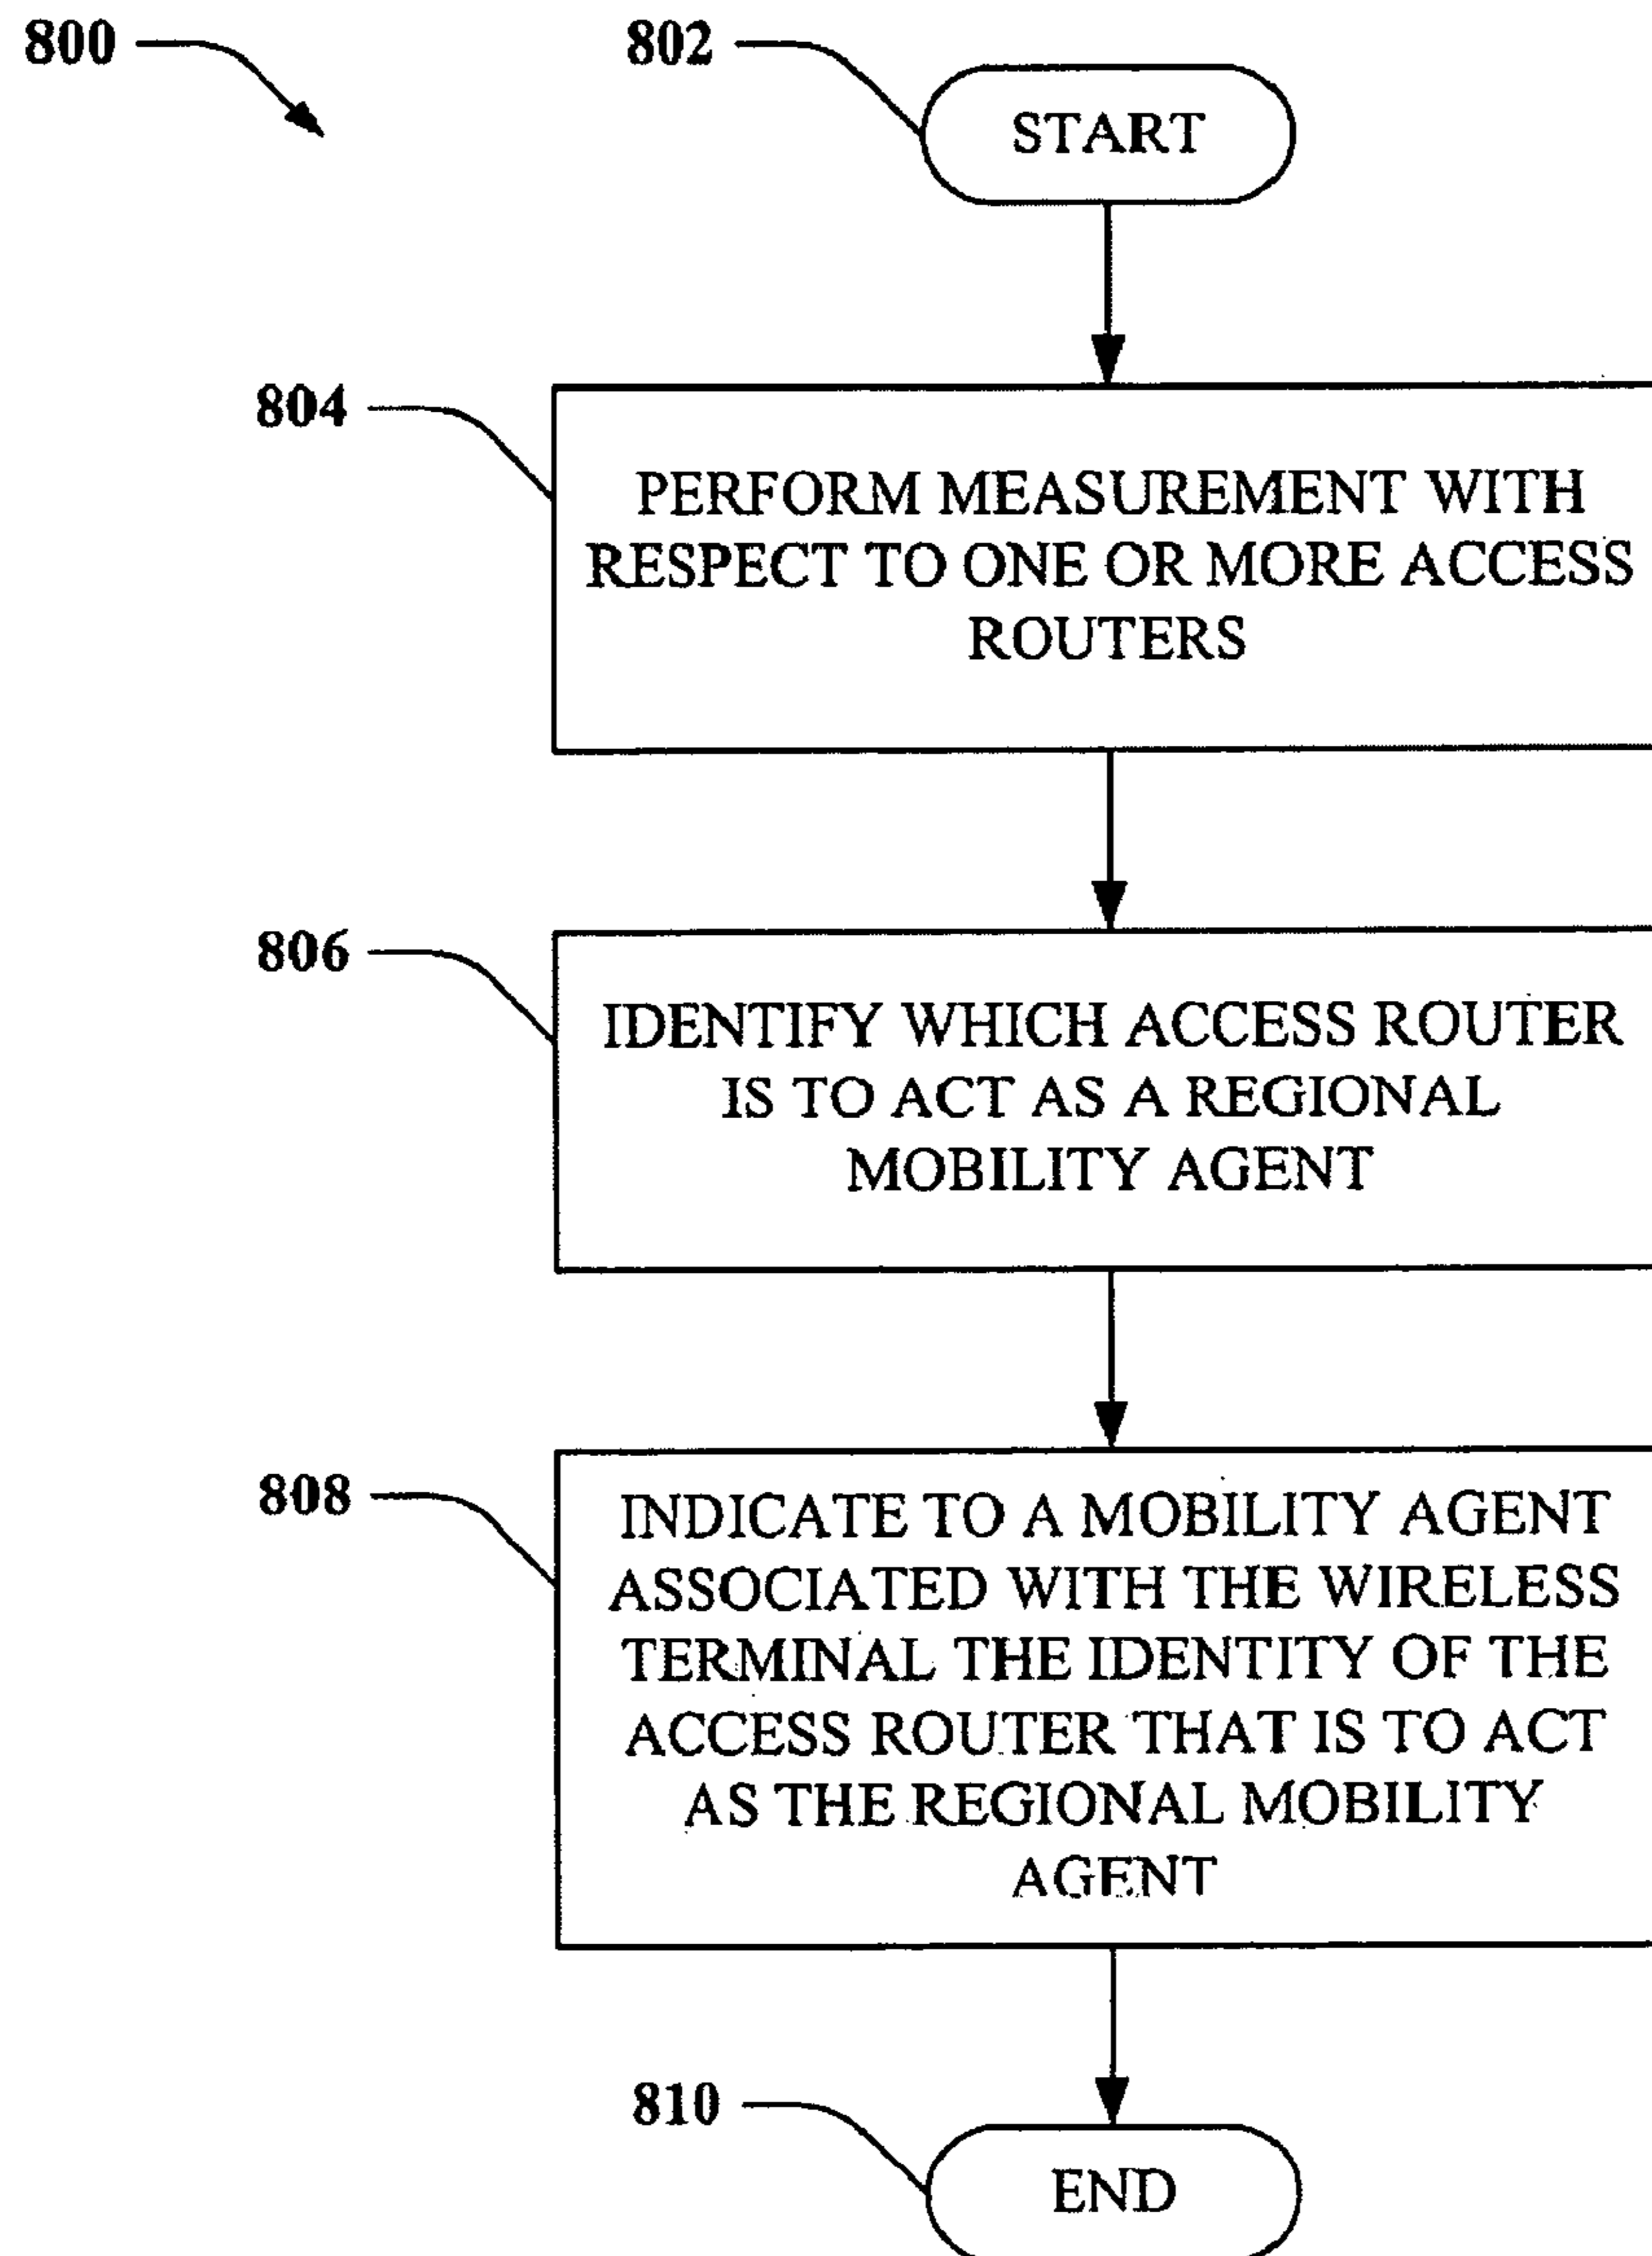 800
802
START
804
PERFORM MEASUREMENT WITH
RESPECT TO ONE OR MORE ACCESS
ROUTERS
806
IDENTIFY WHICH ACCESS ROUTER
IS TO ACT AS A REGIONAL
MOBILITY AGENT
808
INDICATE TO A MOBILITY AGENT
ASSOCIATED WITH THE WIRELESS
TERMINAL THE IDENTITY OF THE
ACCESS ROUTER THAT IS TO ACT
AS THE REGIONAL MOBILITY
AGENT
810
END